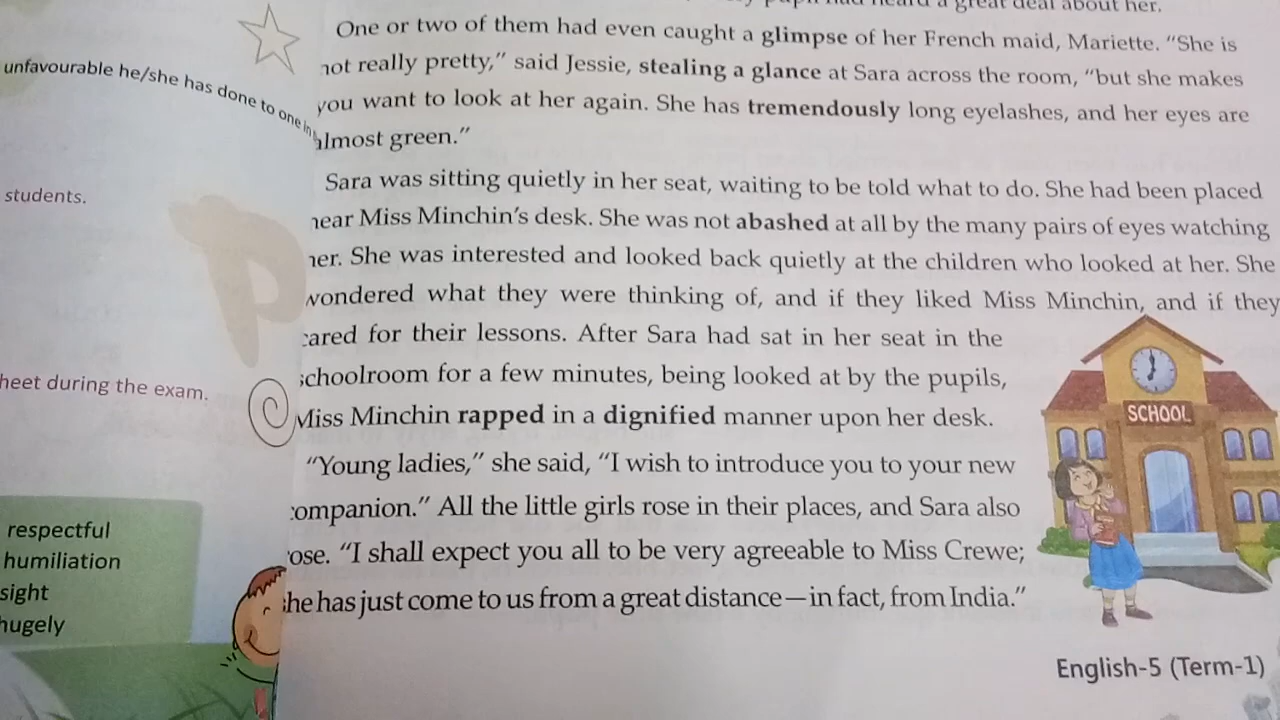 great deal about her.
One or two of them had even caught a glimpse of her French maid, Mariette. “She is
not really pretty,” said Jessie, stealing a glance at Sara across the room, “but she makes
you want to look at her again. She has tremendously long eyelashes, and her eyes are
almost green.”
Sara was sitting quietly in her seat, waiting to be told what to do. She had been placed
near Miss Minchin’s desk. She was not abashed at all by the many pairs of eyes watching
her. She was interested and looked back quietly at the children who looked at her. She
wondered what they were thinking of, and if they liked Miss Minchin, and if they
cared for their lessons. After Sara had sat in her seat in the
schoolroom for a few minutes, being looked at by the pupils,
Miss Minchin rapped in a dignified manner upon her desk.
“Young ladies,” she said, “I wish to introduce you to your new
companion.” All the little girls rose in their places, and Sara also
rose. “I shall expect you all to be very agreeable to Miss Crewe;
she has just come to us from a great distance—in fact, from India.”
SCHOOL
English-5 (Term-1)
unfavourable he/she has done to one in
students.
heet during the exam.
respectful
humiliation
sight
hugely